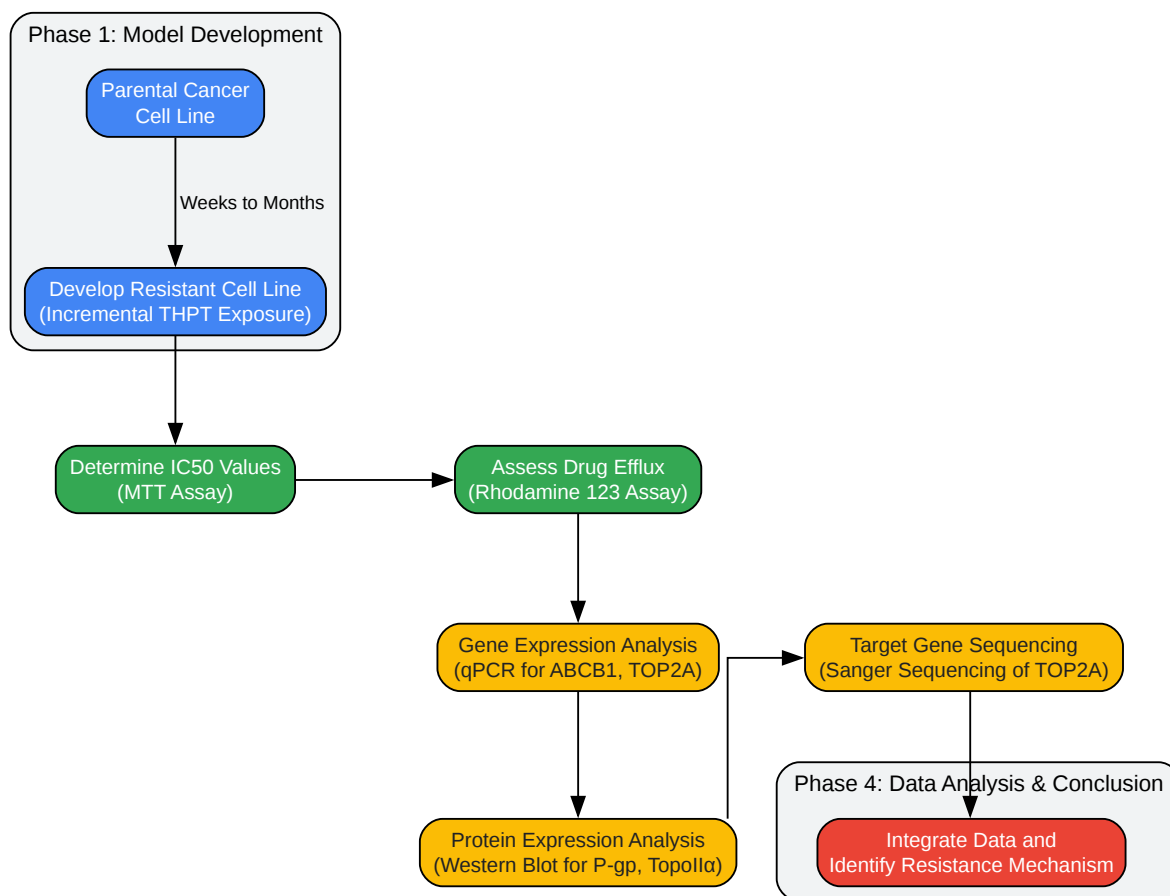 Phase 1: Model Development
Parental Cancer
Cell Line
Weeks to Months
Develop Resistant Cell Line
(Incremental THPT Exposure)
Determine IC50 Values
(MTT Assay)
Assess Drug Efflux
(Rhodamine 123 Assay)
Gene Expression Analysis
(qPCR for ABCB1, TOP2A)
Target Gene Sequencing
(Sanger Sequencing of TOP2A)
Protein Expression Analysis
(Western Blot for P-gp, TopoIIα)
Phase 4: Data Analysis & Conclusion
Integrate Data and
Identify Resistance Mechanism